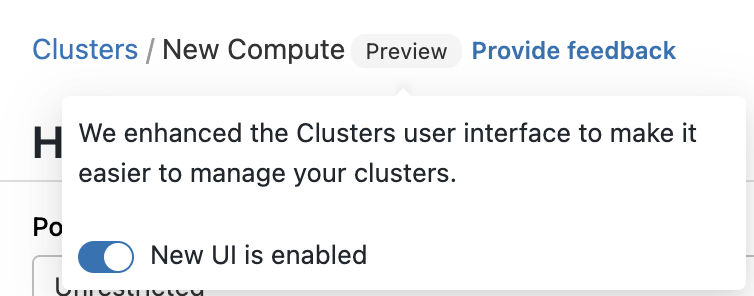 Clusters / New Compute Preview Provide feedback
H
We enhanced the Clusters user interface to make it
easier to manage your clusters.
Po
New UI is enabled
Unrestricted